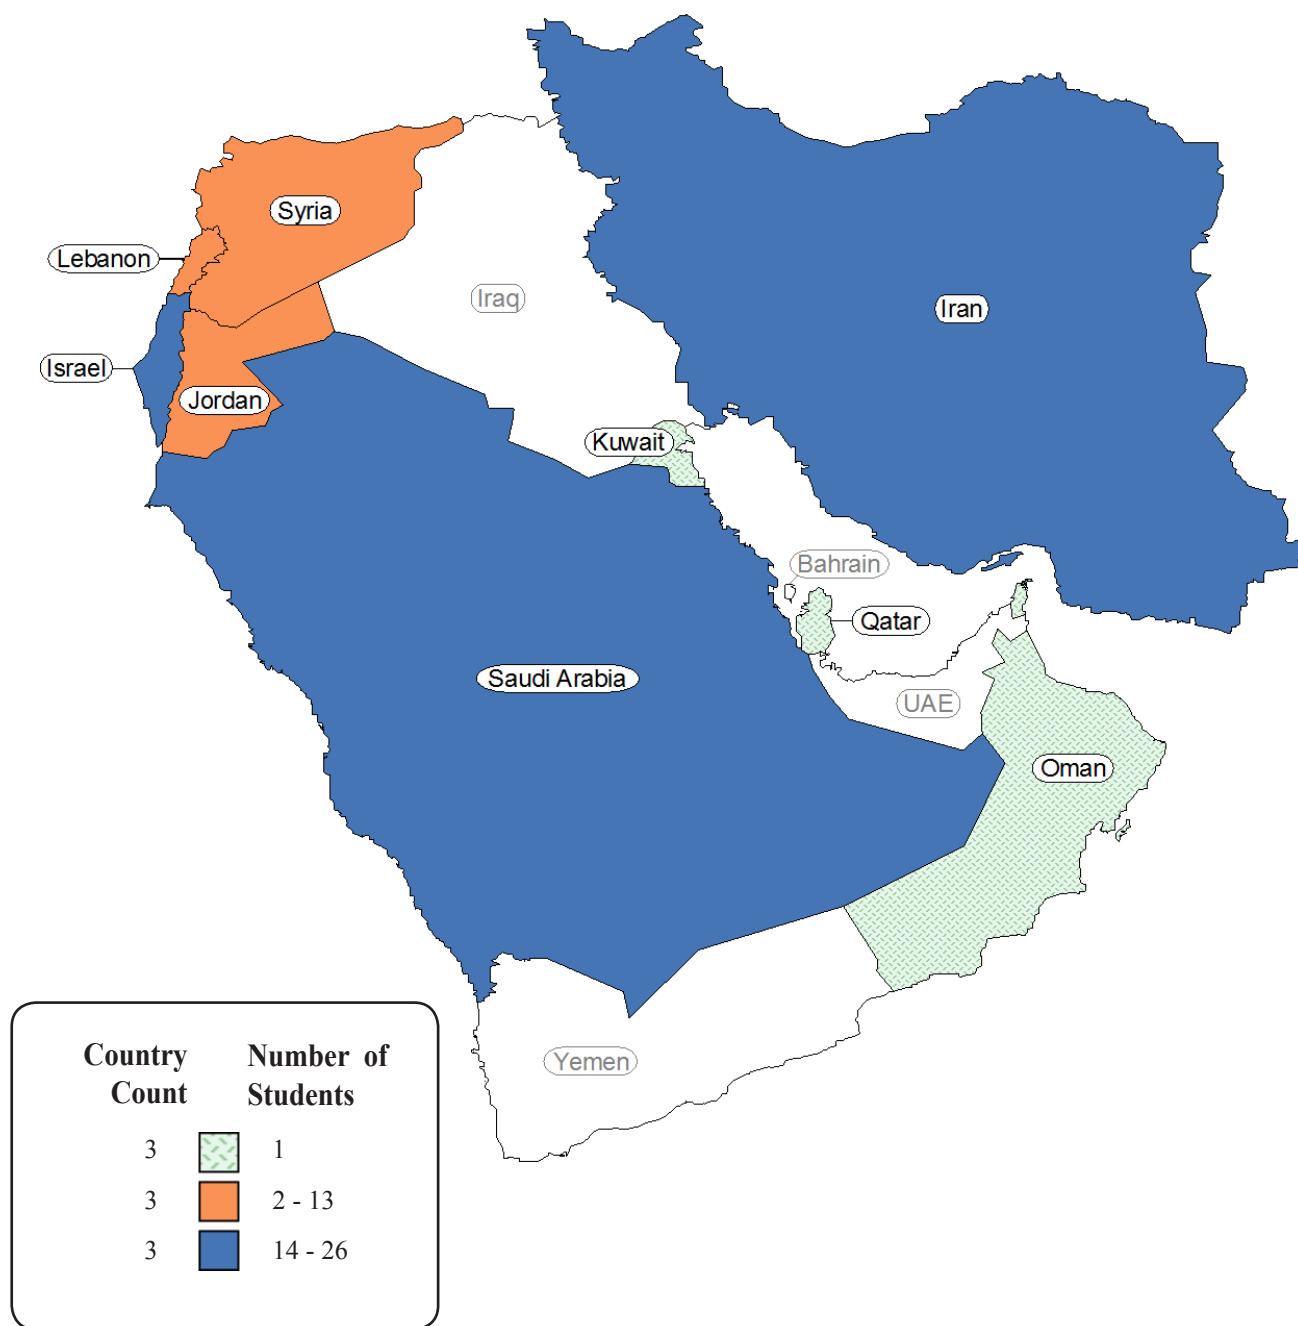 Syria
Lebanon
Iraq
Iran
Israel
Jordan
Kuwait
Bahrain
Qatar
Saudi Arabia
UAE
Oman
Yemen
Country Count
Number of Students
3 1
3 2 - 13
3 14 - 26